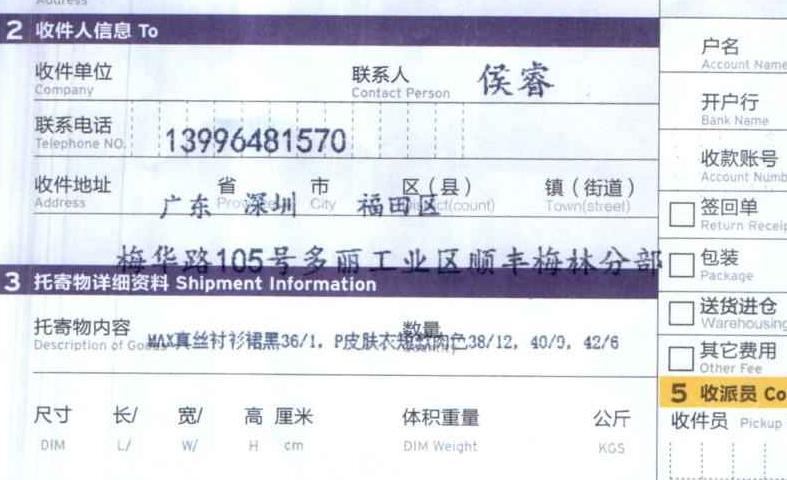 2 收件人信息 To
收件单位 联系人 侯睿
Company Contact Person
联系电话 13996481570
Telephone NO.
收件地址 省 市 区（县） 镇（街道）
Address 广东 深圳 City 福田区 Town(street)
梅华路105号多丽工业区顺丰梅林分部
3 托寄物详细资料 Shipment Information
托寄物内容 数量
Description of Goods MAX真丝衬衫裙黑36/1, P皮肤衣 肉色38/12, 40/9, 42/6
尺寸 长/ 宽/ 高 厘米 体积重量 公斤
DIM L/ W/ H cm DIM Weight KGS
户名
Account Name
开户行
Bank Name
收款账号
Account Numb
签回单
Return Receip
包装
Package
送货进仓
Warehousing
其它费用
Other Fee
5 收派员 Co
收件员 Pickup